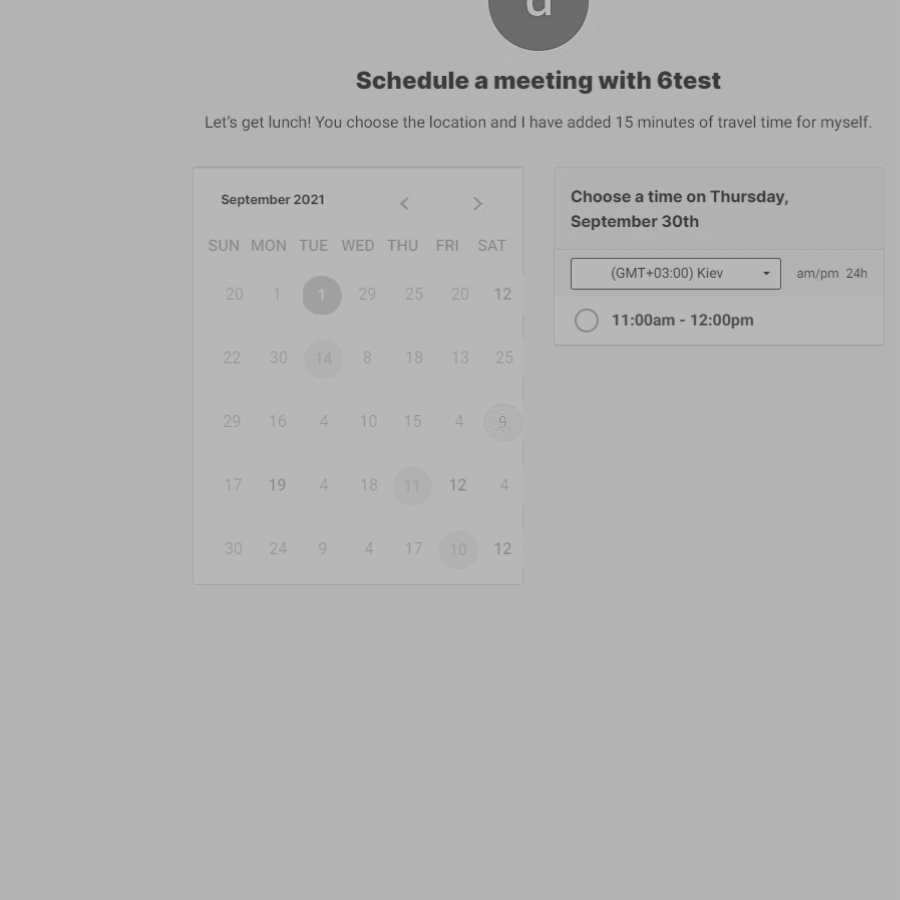 u
Schedule a meeting with 6test
Let's get lunch! You choose the location and I have added 15 minutes of travel time for myself.
September 2021
SUN MON TUE WED THU FRI SAT
20 1 1 29 25 20 12
22 30 14 8 18 13 25
29 16 4 10 15 4 9
17 19 4 18 11 12 4
30 24 9 4 17 10 12
Choose a time on Thursday,
September 30th
(GMT+03:00) Kiev am/pm 24h
11:00am - 12:00pm